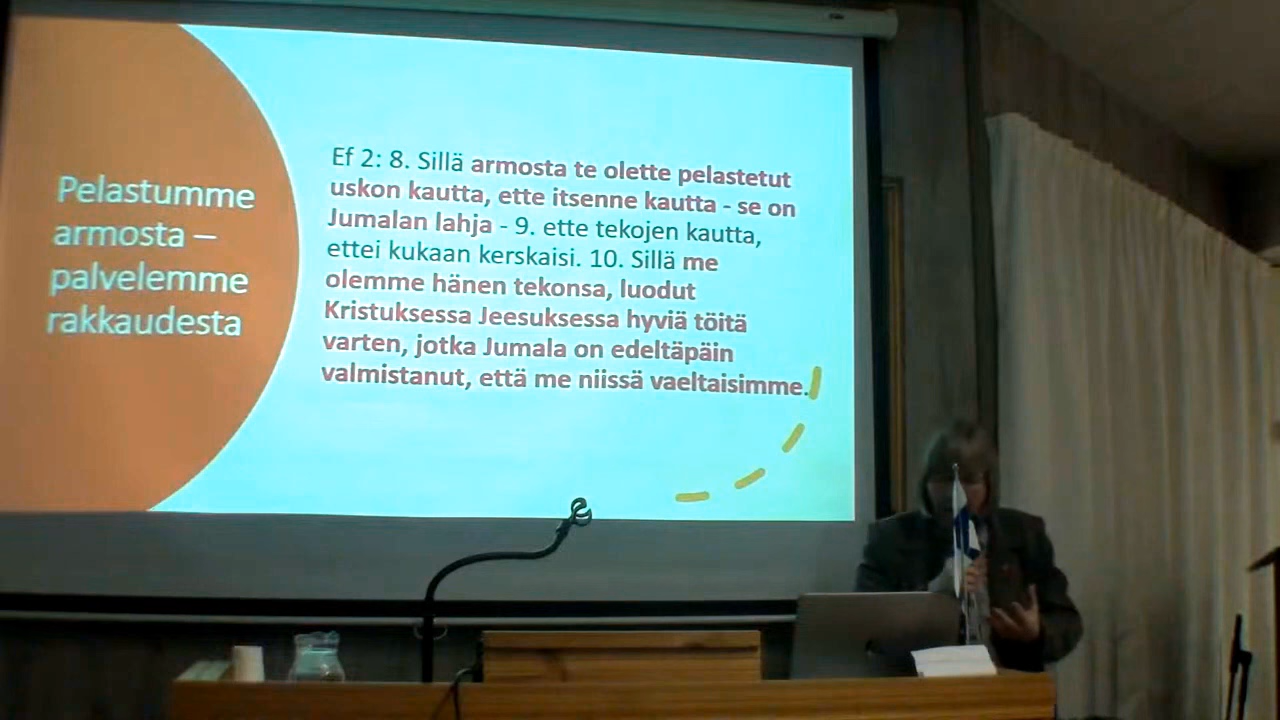 Pelastumme
armosta –
palvelemme
rakkaudesta
Ef 2: 8. Sillä armosta te olette pelastetut
uskon kautta, ette itsenne kautta - se on
Jumalan lahja - 9. ette tekojen kautta,
ettei kukaan kerskaisi. 10. Sillä me
olemme hänen tekonsa, luodut
Kristuksessa Jeesuksessa hyviä töitä
varten, jotka Jumala on edeltäpäin
valmistanut, että me niissä vaeltaisimme.